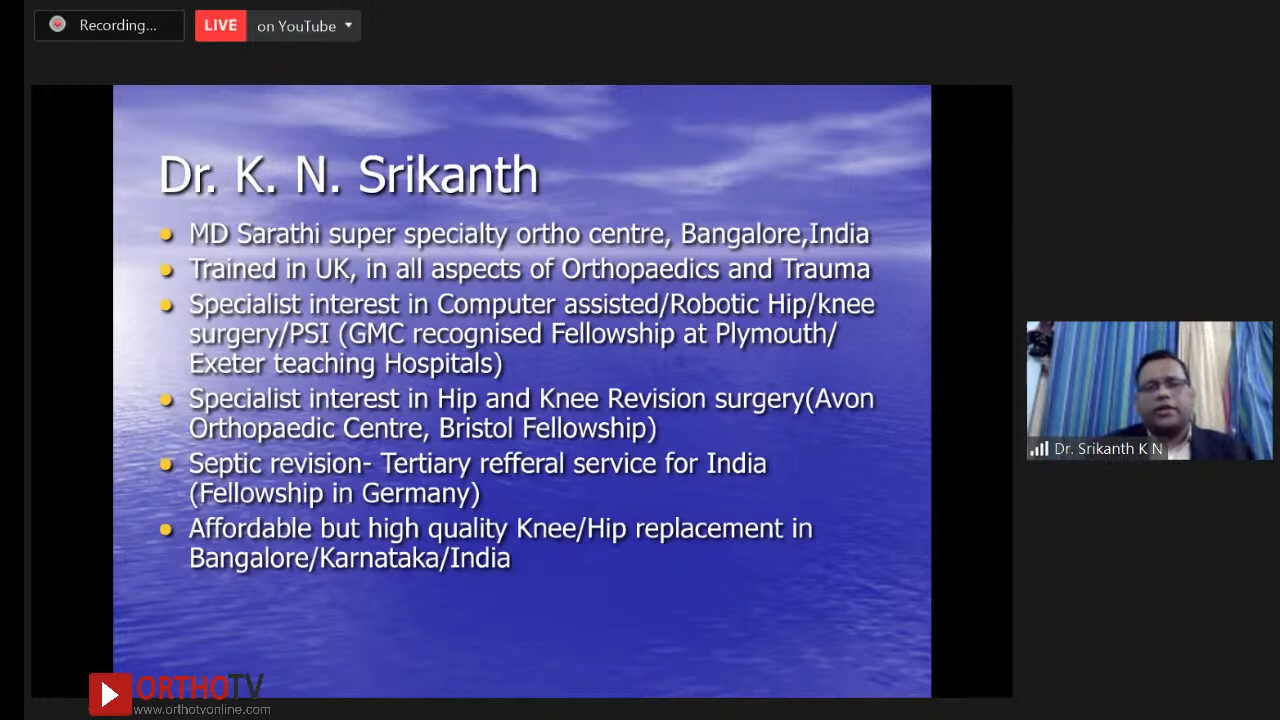 Recording...
LIVE on YouTube
Dr. K. N. Srikanth
MD Sarathi super specialty ortho centre, Bangalore,India
Trained in UK, in all aspects of Orthopaedics and Trauma
Specialist interest in Computer assisted/Robotic Hip/knee
surgery/PSI (GMC recognised Fellowship at Plymouth/
Exeter teaching Hospitals)
Specialist interest in Hip and Knee Revision surgery(Avon
Orthopaedic Centre, Bristol Fellowship)
Septic revision- Tertiary refferal service for India
(Fellowship in Germany)
Affordable but high quality Knee/Hip replacement in
Bangalore/Karnataka/India
Dr. Srikanth K N
ORTHOTV
www.orthotvonline.com